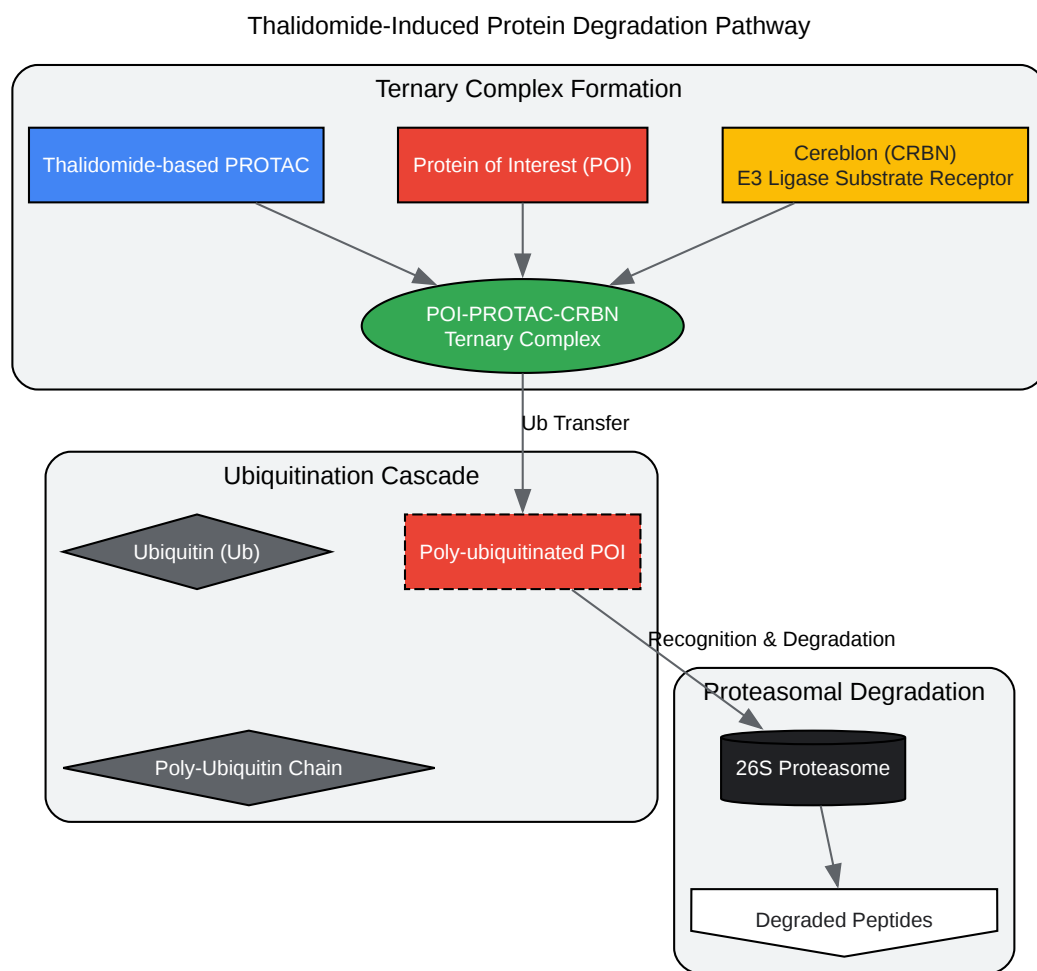 Thalidomide-Induced Protein Degradation Pathway
Ternary Complex Formation
Thalidomide-based PROTAC
Protein of Interest (POI)
Cereblon (CRBN)
E3 Ligase Substrate Receptor
POI-PROTAC-CRBN
Ternary Complex
Ub Transfer
Ubiquitination Cascade
Ubiquitin (Ub)
Poly-ubiquitinated POI
Recognition & Degradation
Proteasomal Degradation
Poly-Ubiquitin Chain
26S Proteasome
Degraded Peptides